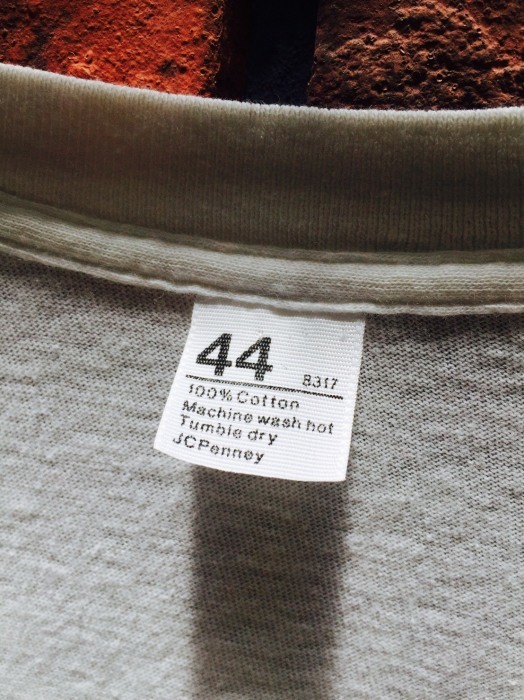 44 8317
100% Cotton
Machine wash hot
Tumble dry
JCPenney